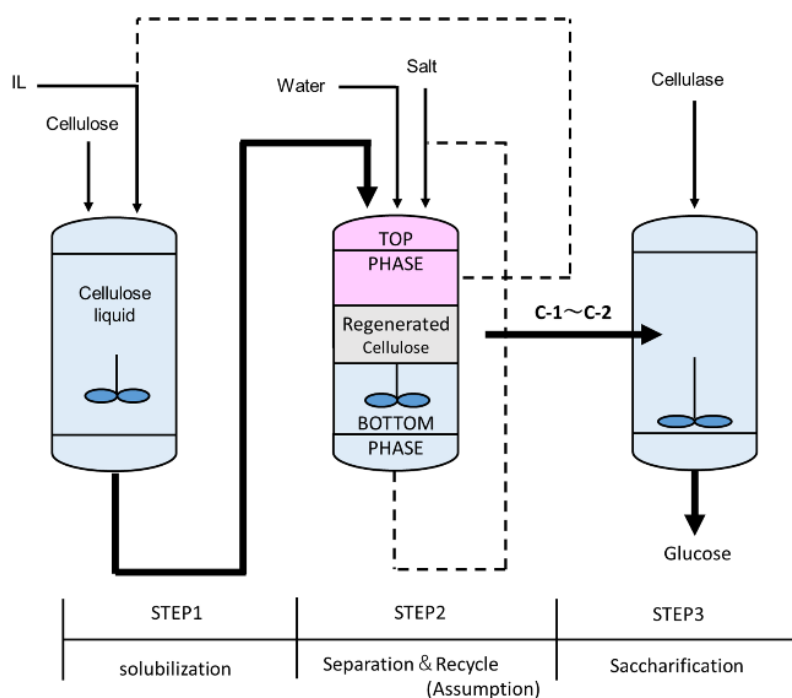 IL
Cellulose
Water
Salt
Cellulase
Cellulose
liquid
TOP
PHASE
Regenerated
Cellulose
BOTTOM
PHASE
C-1～C-2
Glucose
STEP1
STEP2
STEP3
solubilization
Separation＆Recycle
(Assumption)
Saccharification